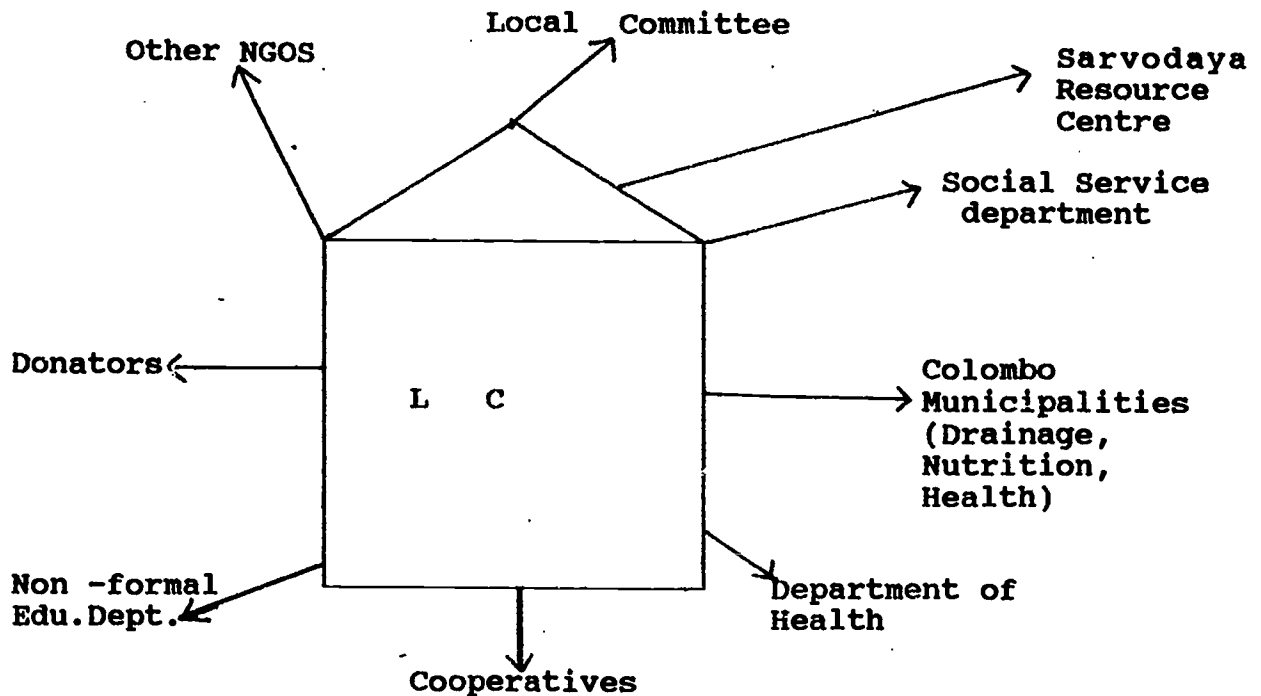 Local Committee
Other NGOS
Sarvodaya
Resource
Centre
Social Service
department
Donators
L C
Colombo
Municipalities
(Drainage,
Nutrition,
Health)
Non -formal
Edu.Dept.
Department of
Health
Cooperatives